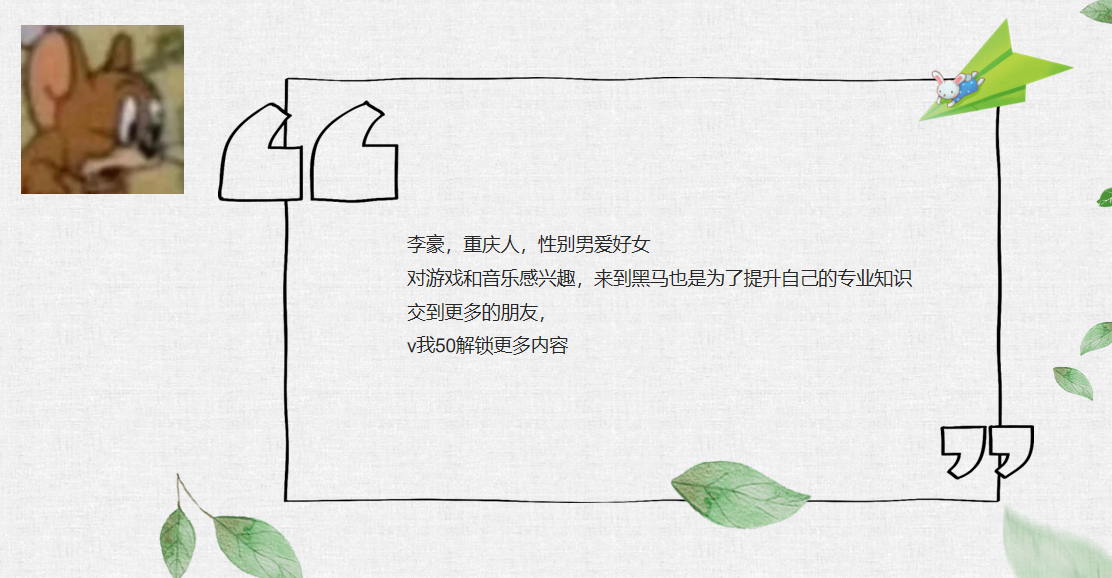 李豪，重庆人，性别男爱好女
对游戏和音乐感兴趣，来到黑马也是为了提升自己的专业知识
交到更多的朋友，
v我50解锁更多内容